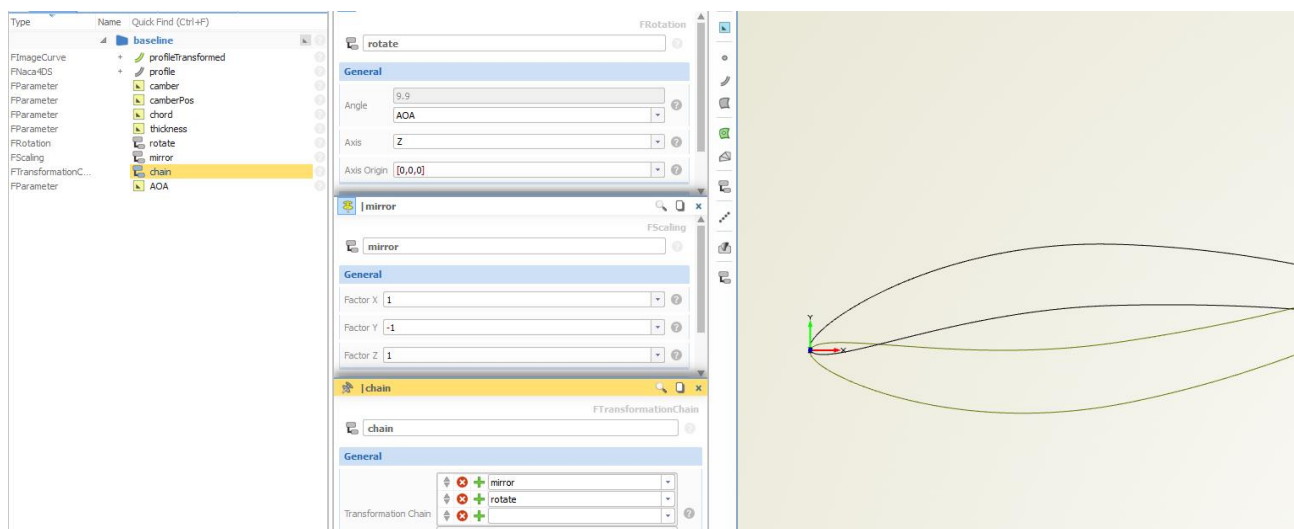 Type Name Quick Find (Ctrl+F)
baseline
FImageCurve + profileTransformed
FNaca4DS + profile
FParameter camber
FParameter camberPos
FParameter chord
FParameter thickness
FRotation rotate
FScaling mirror
FTransformationC... chain
FParameter AOA
FRotation
rotate
General
Angle 9.9
AOA
Axis Z
Axis Origin [0,0,0]
|mirror
FScaling
mirror
General
Factor X 1
Factor Y -1
Factor Z 1
|chain
FTransformationChain
chain
General
mirror
rotate
Transformation Chain
Y
X